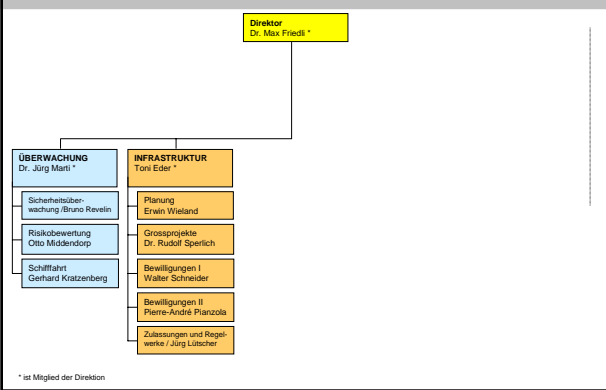 Direktor
Dr. Max Friedli *
ÜBERWACHUNG
Dr. Jürg Marti *
INFRASTRUKTUR
Toni Eder *
Sicherheitsüber-
wachung /Bruno Revelin
Risikobewertung
Otto Middendorp
Schifffahrt
Gerhard Kratzenberg
Planung
Erwin Wieland
Grossprojekte
Dr. Rudolf Sperlich
Bewilligungen I
Walter Schneider
Bewilligungen II
Pierre-André Pianzola
Zulassungen und Regel-
werke / Jürg Lütscher
* ist Mitglied der Direktion